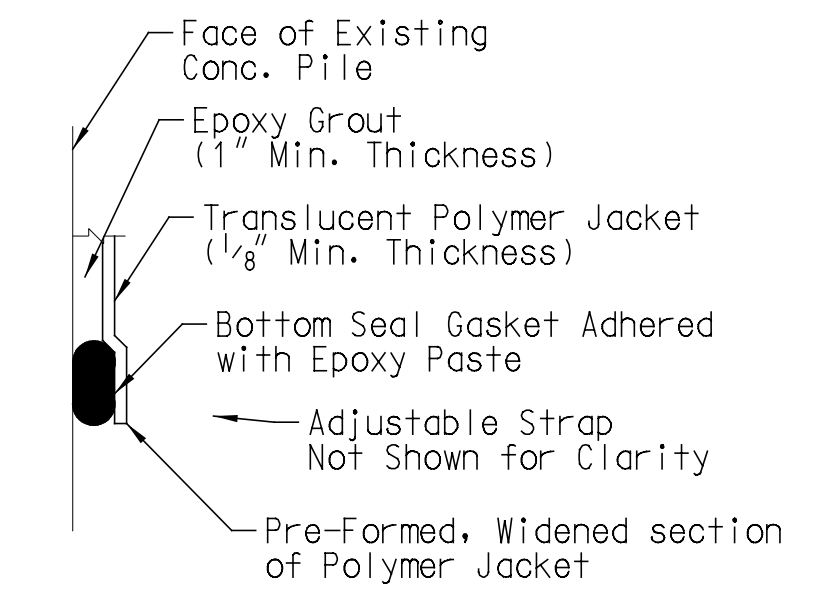 Face of Existing
Conc. Pile
Epoxy Grout
(1" Min. Thickness)
Translucent Polymer Jacket
(1/8" Min. Thickness)
Bottom Seal Gasket Adhered
with Epoxy Paste
Adjustable Strap
Not Shown for Clarity
Pre-Formed, Widened section
of Polymer Jacket